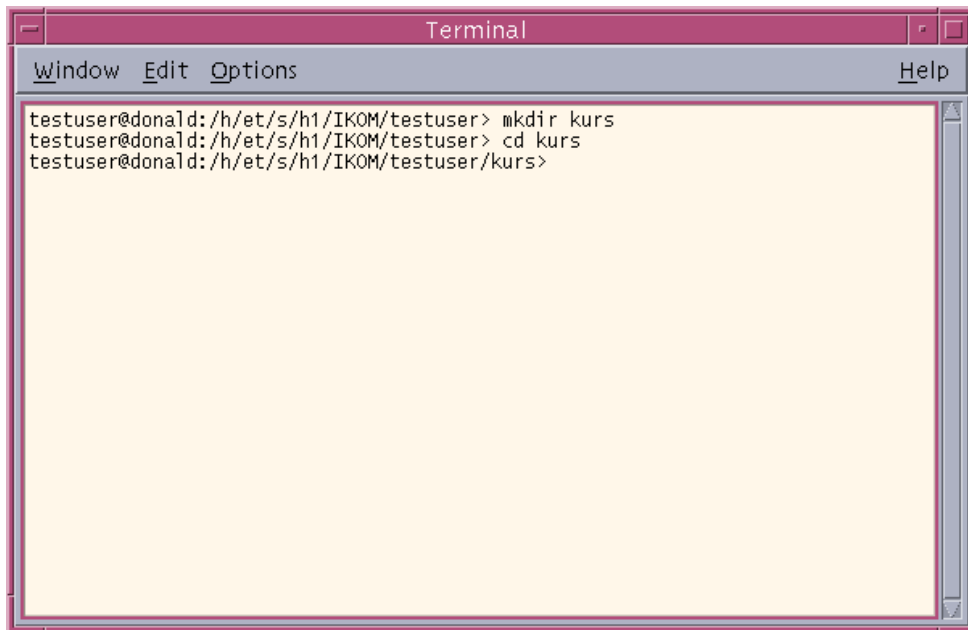 Terminal
Window Edit Options Help
testuser@donald:/h/et/s/h1/IKOM/testuser> mkdir kurs
testuser@donald:/h/et/s/h1/IKOM/testuser> cd kurs
testuser@donald:/h/et/s/h1/IKOM/testuser/kurs>